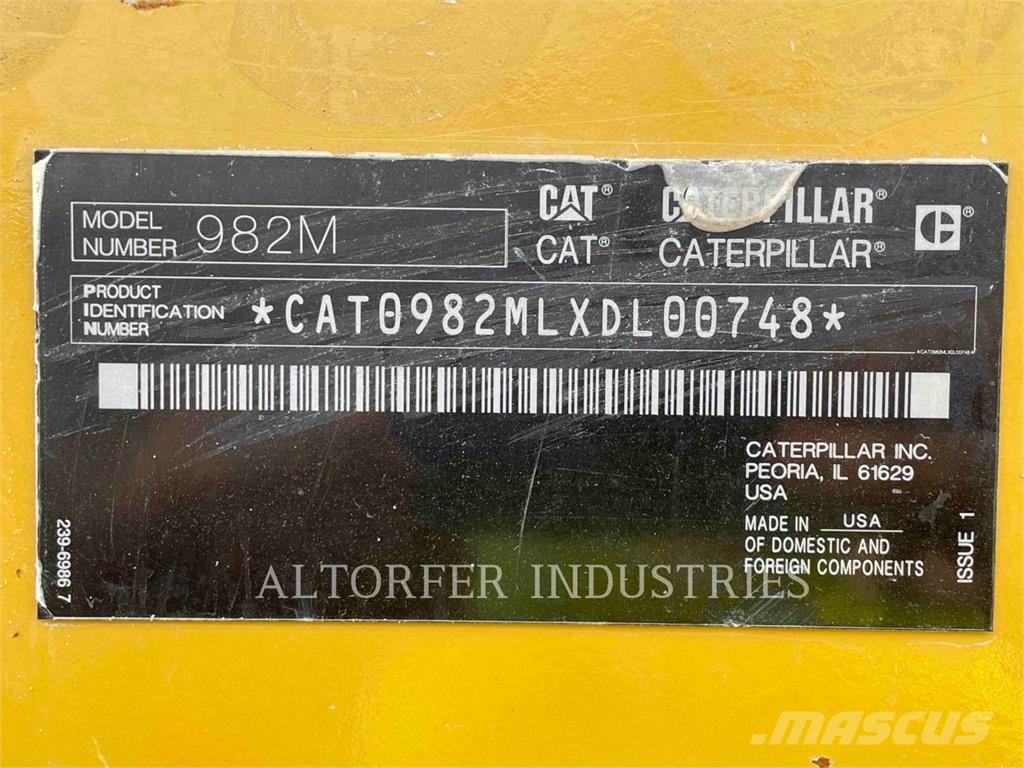 MODEL
NUMBER 982M
CAT® CATERPILLAR®
CAT® CATERPILLAR®
C®
PRODUCT
IDENTIFICATION
NUMBER
*CAT0982MLXDL00748*
*CAT0982MLXDL00748*
CATERPILLAR INC.
PEORIA, IL 61629
USA
MADE IN USA
OF DOMESTIC AND
FOREIGN COMPONENTS
239-6986 7
ISSUE 1
ALTORFER INDUSTRIES
MASCUS